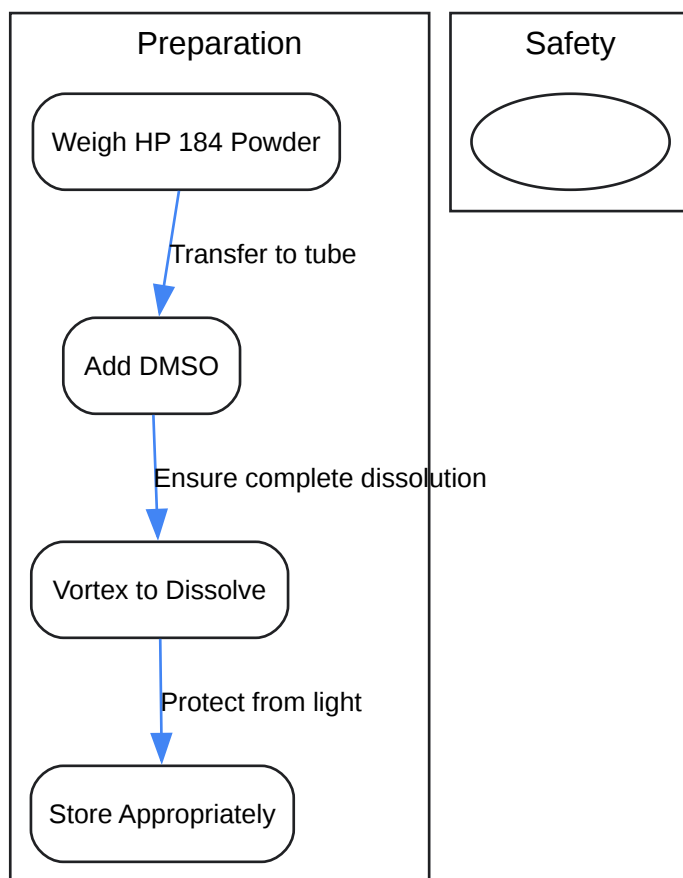 Preparation
Safety
Weigh HP 184 Powder
Transfer to tube
Add DMSO
Ensure complete dissolution
Vortex to Dissolve
Protect from light
Store Appropriately